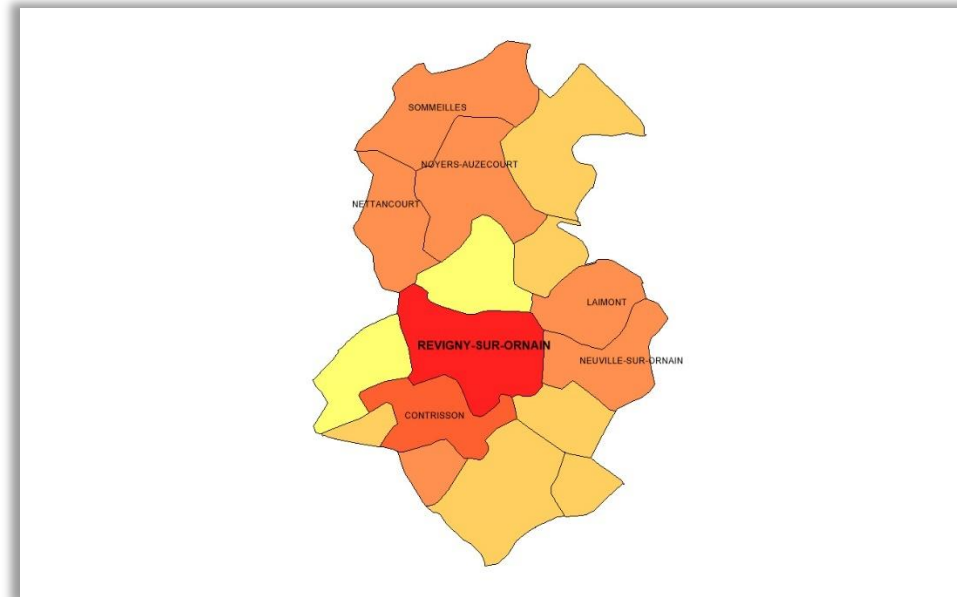 SOMMEILLES
NOYERS-AUZECOURT
NETTANCOURT
LAIMONT
REVIGNY-SUR-ORNAIN
NEUVILLE-SUR-ORNAIN
CONTRISSON